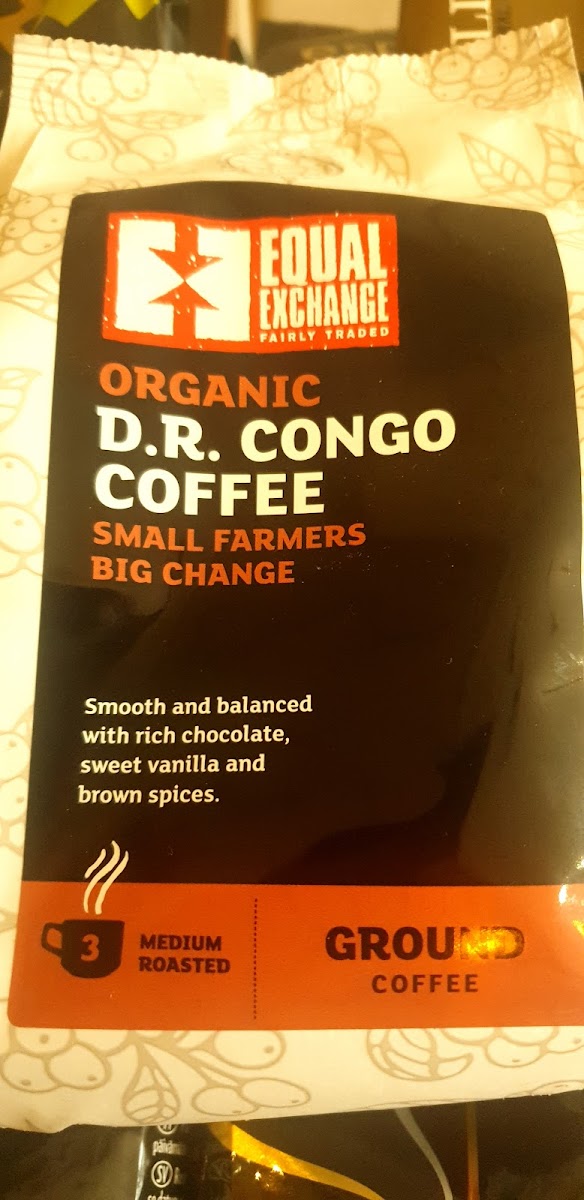 EQUAL
EXCHANGE
FAIRLY TRADED
ORGANIC
D.R. CONGO
COFFEE
SMALL FARMERS
BIG CHANGE
Smooth and balanced
with rich chocolate,
sweet vanilla and
brown spices.
3
MEDIUM
ROASTED
GROUND
COFFEE
SV